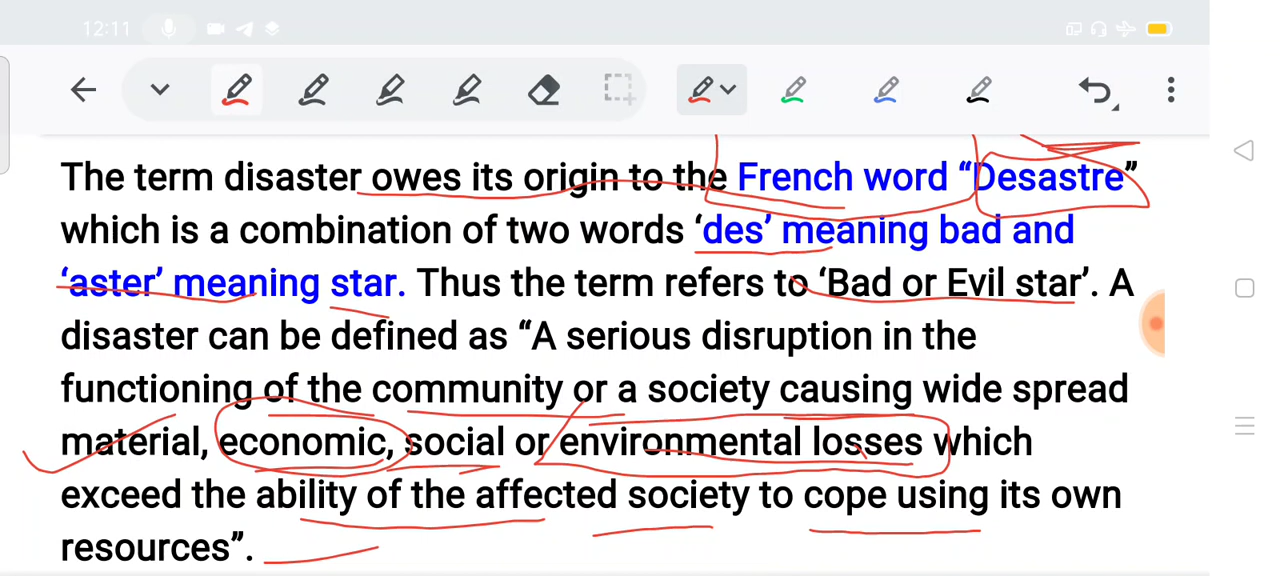 12:11
The term disaster owes its origin to the French word “Desastre”
which is a combination of two words ‘des’ meaning bad and
‘aster’ meaning star. Thus the term refers to ‘Bad or Evil star’. A
disaster can be defined as “A serious disruption in the
functioning of the community or a society causing wide spread
material, economic, social or environmental losses which
exceed the ability of the affected society to cope using its own
resources”.